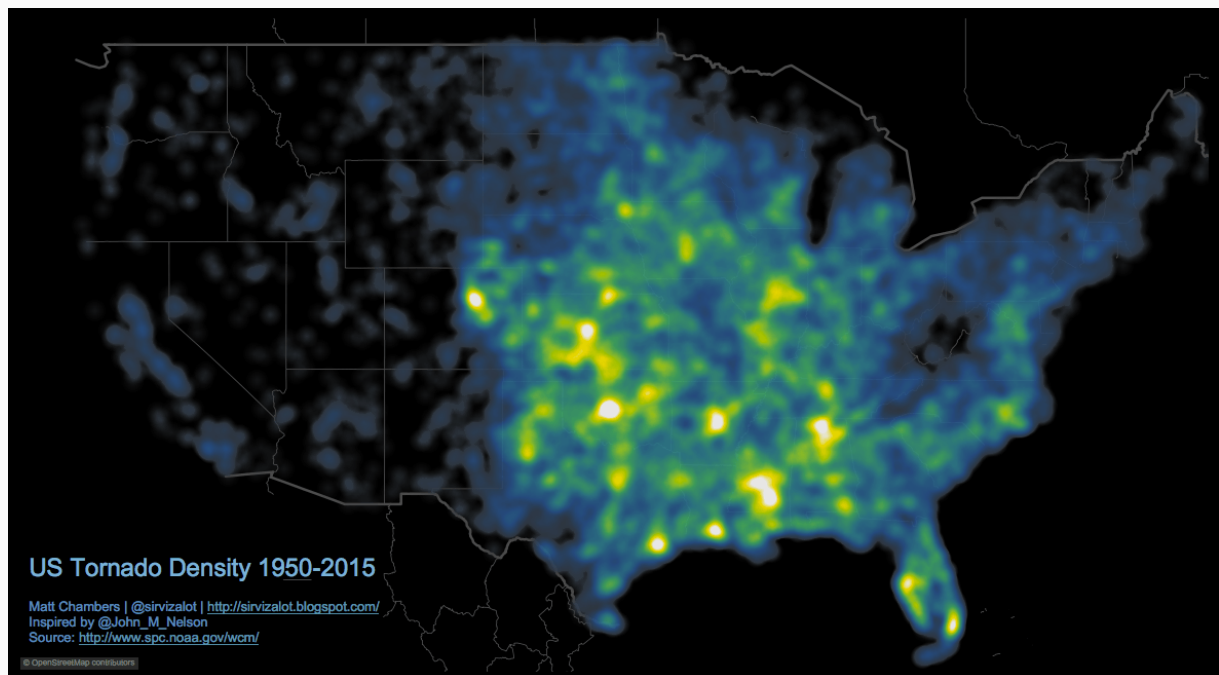 US Tornado Density 1950-2015
Matt Chambers | @sirvizalot | http://sirvizalot.blogspot.com/
Inspired by @John_M_Nelson
Source: http://www.spc.noaa.gov/wcm/
© OpenStreetMap contributors